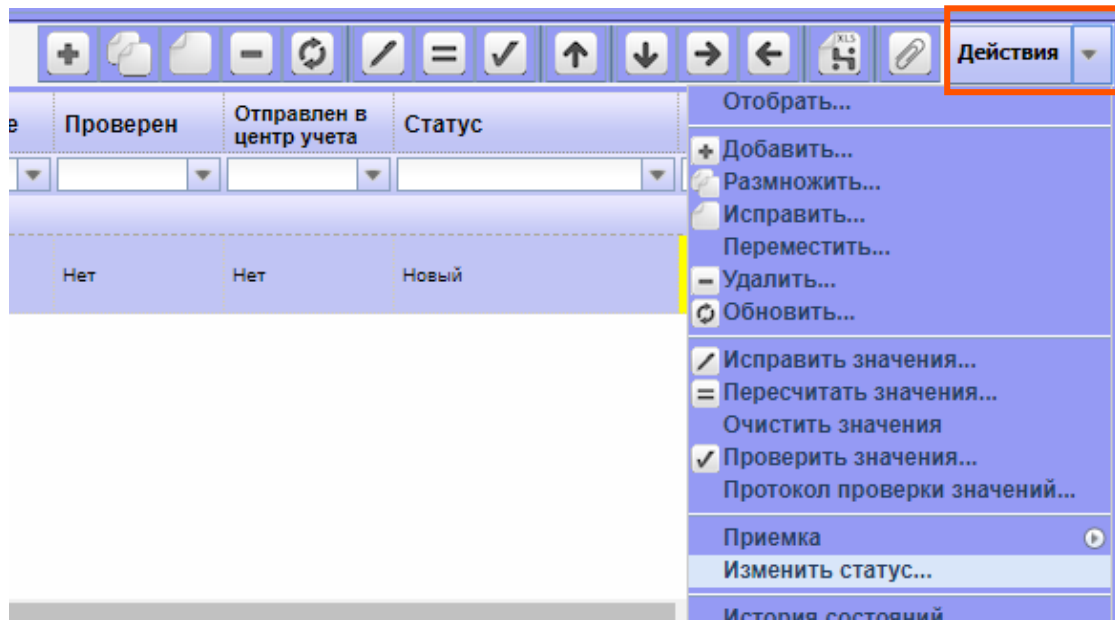 XLS
Действия
е
Проверен
Отправлен в
центр учета
Статус
Нет
Нет
Новый
Отобрать...
Добавить...
Размножить...
Исправить...
Переместить...
Удалить...
Обновить...
Исправить значения...
Пересчитать значения...
Очистить значения
Проверить значения...
Протокол проверки значений...
Приемка
Изменить статус...
История состояний